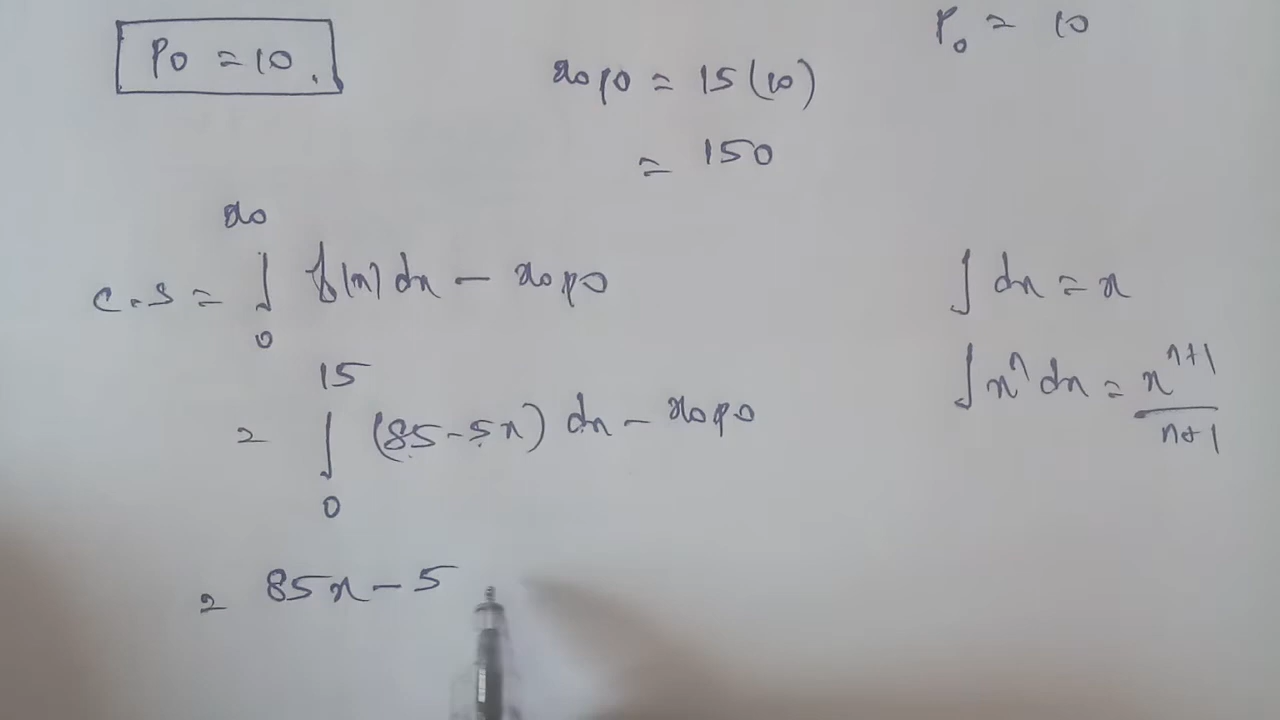 P₀ = 10.
P₀ = 10
x₀p₀ = 15(10)
= 150
C.S = ∫₀^x₀ f(x) dx - x₀p₀
∫ dx = x
∫ xⁿ dx = x^(n+1)/(n+1)
= ∫₀^15 (85-5x) dx - x₀p₀
= 85x - 5